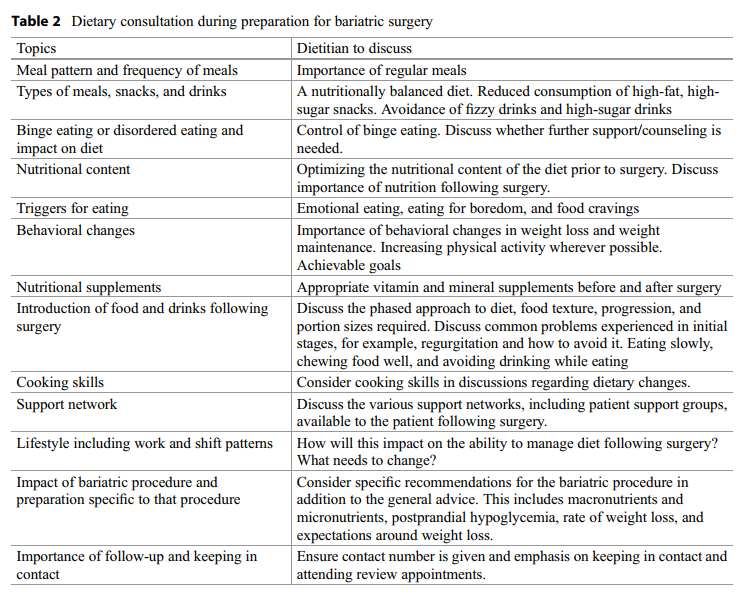 Table 2 Dietary consultation during preparation for bariatric surgery
Topics
Dietitian to discuss
Meal pattern and frequency of meals
Importance of regular meals
Types of meals, snacks, and drinks
A nutritionally balanced diet. Reduced consumption of high-fat, high-
sugar snacks. Avoidance of fizzy drinks and high-sugar drinks
Binge eating or disordered eating and
impact on diet
Control of binge eating. Discuss whether further support/counseling is
needed.
Nutritional content
Optimizing the nutritional content of the diet prior to surgery. Discuss
importance of nutrition following surgery.
Triggers for eating
Emotional eating, eating for boredom, and food cravings
Behavioral changes
Importance of behavioral changes in weight loss and weight
maintenance. Increasing physical activity wherever possible.
Achievable goals
Nutritional supplements
Appropriate vitamin and mineral supplements before and after surgery
Introduction of food and drinks following
surgery
Discuss the phased approach to diet, food texture, progression, and
portion sizes required. Discuss common problems experienced in initial
stages, for example, regurgitation and how to avoid it. Eating slowly,
chewing food well, and avoiding drinking while eating
Cooking skills
Consider cooking skills in discussions regarding dietary changes.
Support network
Discuss the various support networks, including patient support groups,
available to the patient following surgery.
Lifestyle including work and shift patterns
How will this impact on the ability to manage diet following surgery?
What needs to change?
Impact of bariatric procedure and
preparation specific to that procedure
Consider specific recommendations for the bariatric procedure in
addition to the general advice. This includes macronutrients and
micronutrients, postprandial hypoglycemia, rate of weight loss, and
expectations around weight loss.
Importance of follow-up and keeping in
contact
Ensure contact number is given and emphasis on keeping in contact and
attending review appointments.